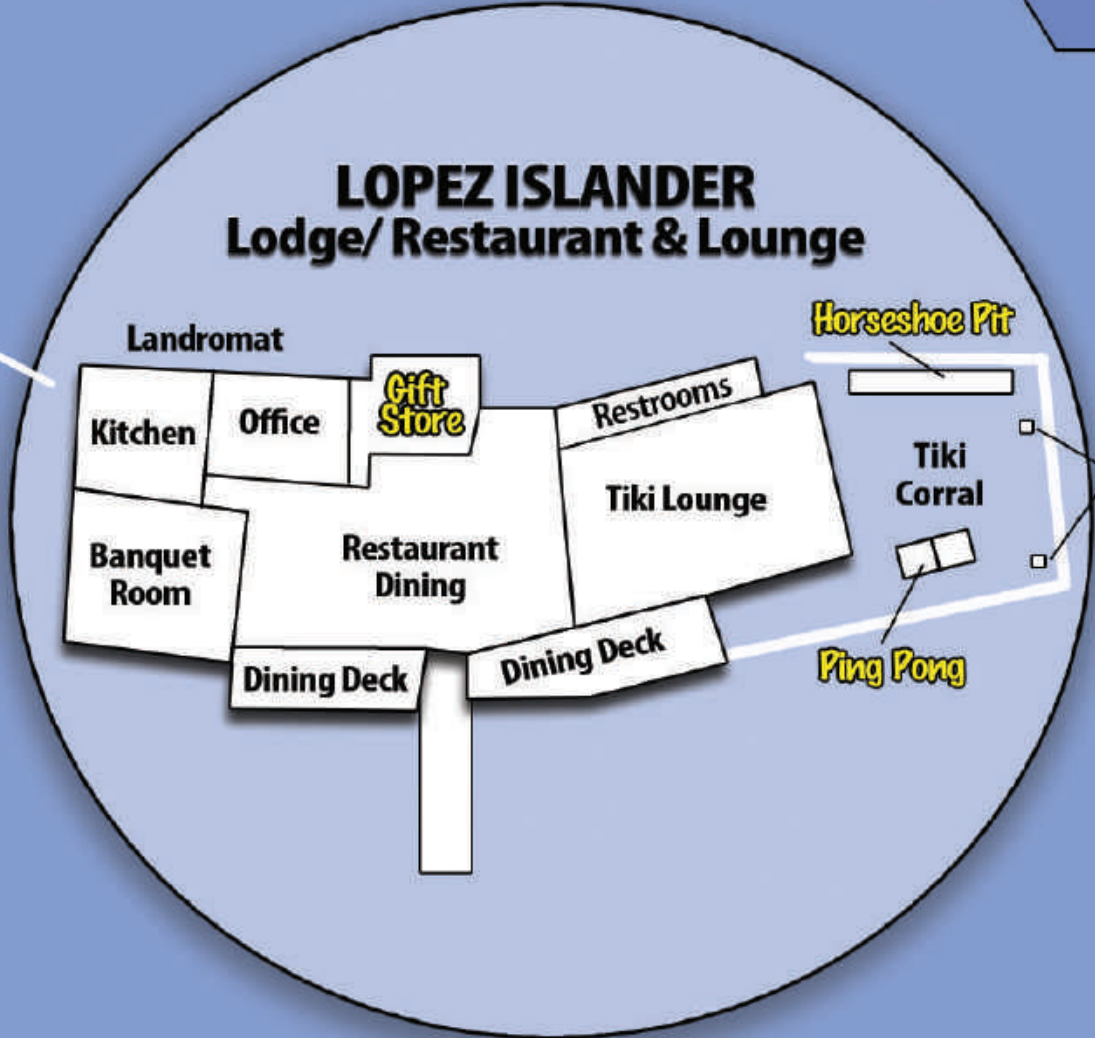 LOPEZ ISLANDER
Lodge/ Restaurant & Lounge
Landromat
Kitchen
Office
Gift
Store
Restrooms
Horseshoe Pit
Tiki Lounge
Tiki
Corral
Banquet
Room
Restaurant
Dining
Dining Deck
Dining Deck
Ping Pong